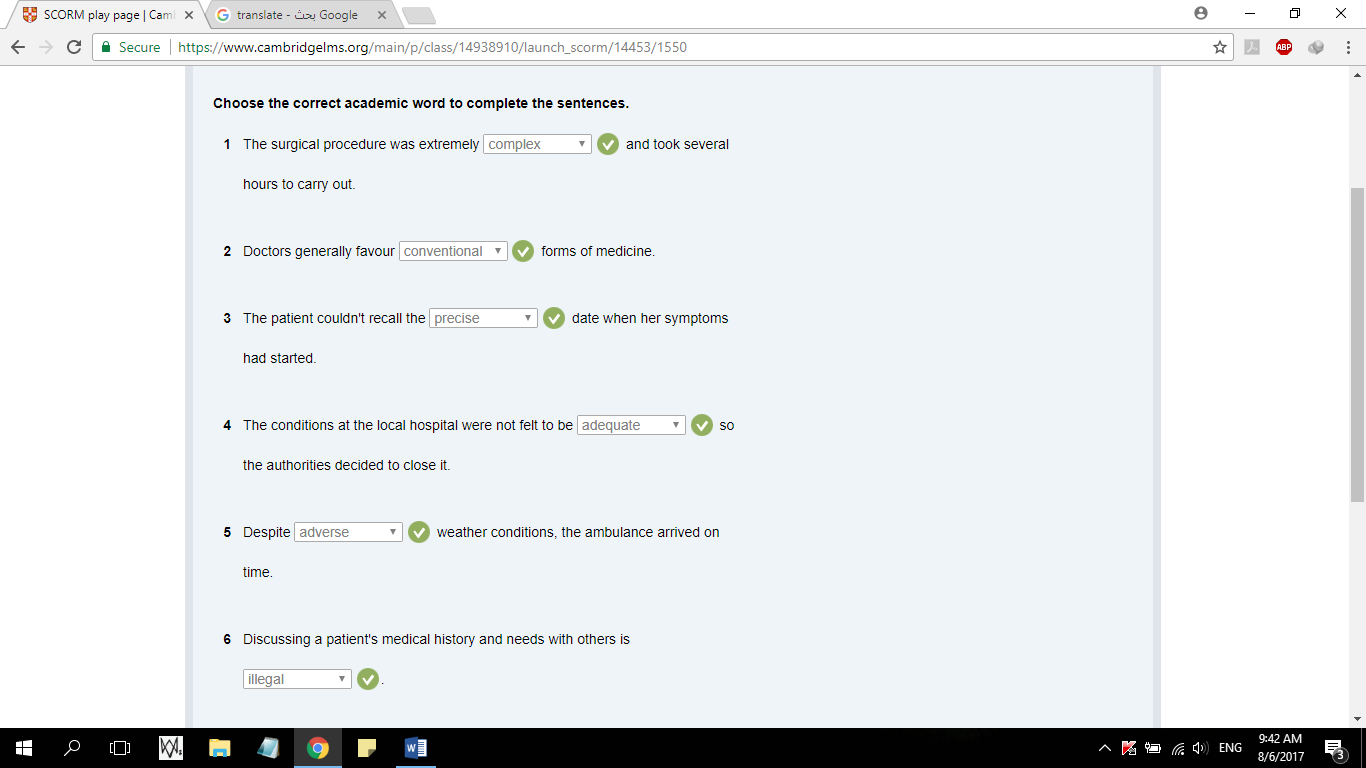 SCORM play page | Cam
translate - بحث Google
Secure | https://www.cambridgelms.org/main/p/class/14938910/launch_scorm/14453/1550
ABP
Choose the correct academic word to complete the sentences.
1 The surgical procedure was extremely complex and took several
hours to carry out.
2 Doctors generally favour conventional forms of medicine.
3 The patient couldn't recall the precise date when her symptoms
had started.
4 The conditions at the local hospital were not felt to be adequate so
the authorities decided to close it.
5 Despite adverse weather conditions, the ambulance arrived on
time.
6 Discussing a patient's medical history and needs with others is
illegal .
ENG
9:42 AM
8/6/2017
3